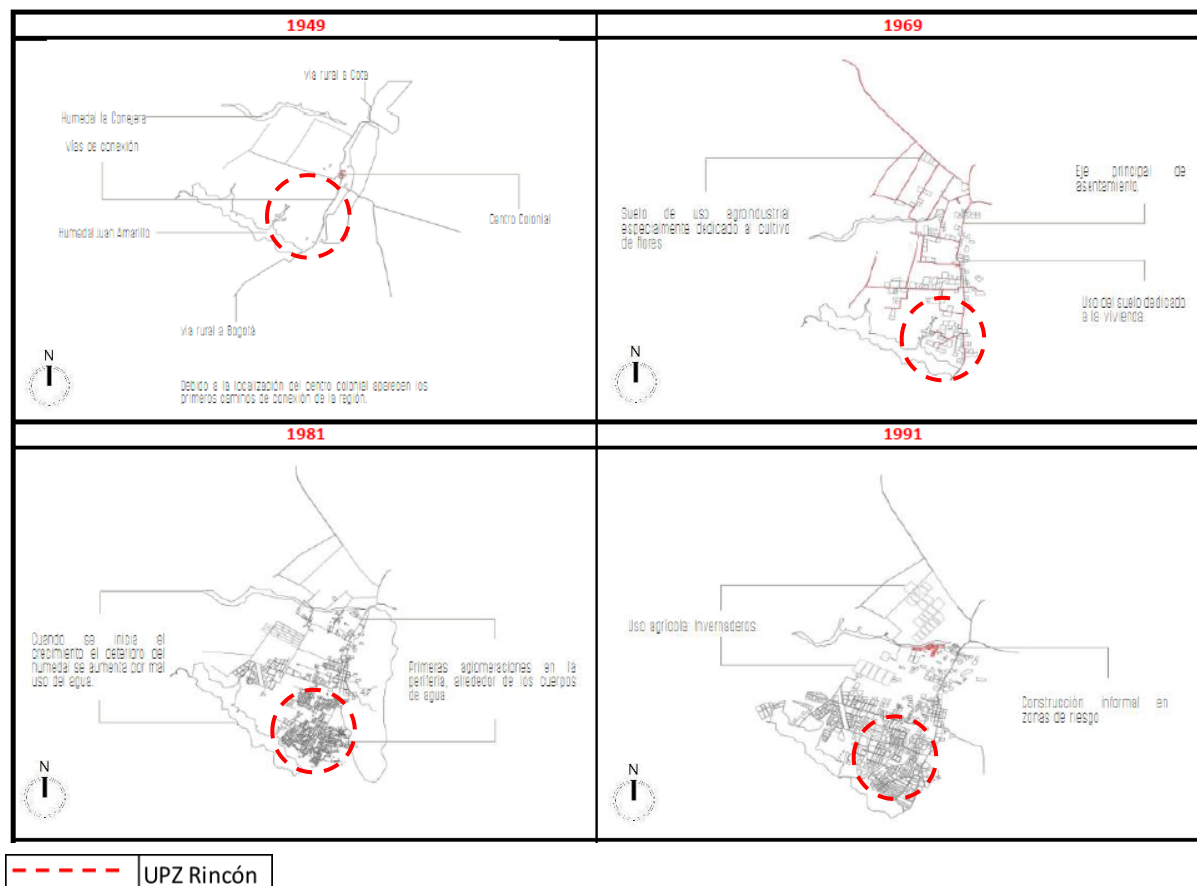 1949
Vía rural a Cota
Humedal la Conejera
Vías de conexión
Centro Colonial
Humedal Juan Amarillo
Vía rural a Bogotá
N
Debido a la localización del centro colonial aparecen los
primeros caminos de conexión de la región.
1969
Suelo de uso agroindustrial
especialmente dedicado al cultivo
de flores
Eje principal de
asentamiento.
Uso del suelo dedicado
a la vivienda.
N
1981
Cuando se inicia el
crecimiento el deterioro del
humedal se aumenta por mal
uso del agua.
Primeras aglomeraciones en la
periferia, alrededor de los cuerpos
de agua.
N
1991
Uso agrícola: Invernaderos
Construcción informal en
zonas de riesgo
N
UPZ Rincón